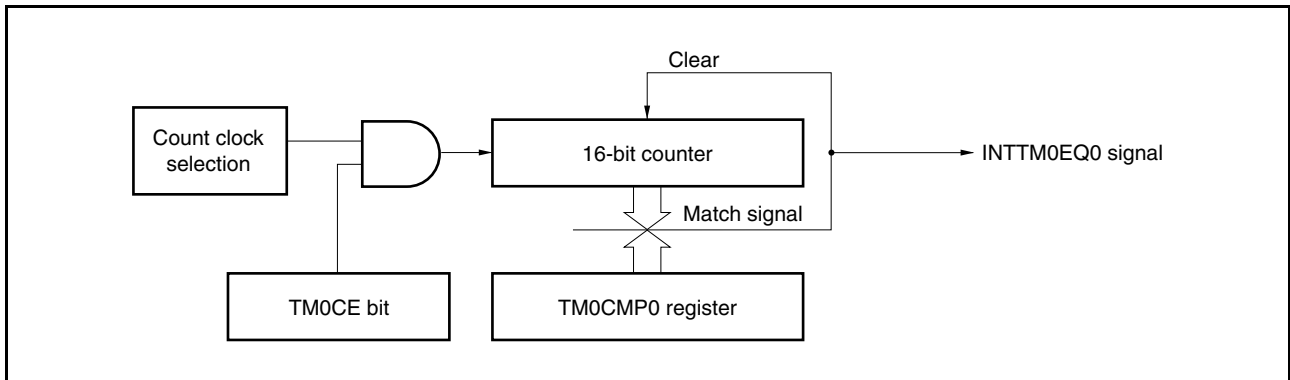 Clear
Count clock
selection
16-bit counter
INTTM0EQ0 signal
Match signal
TM0CE bit
TM0CMP0 register